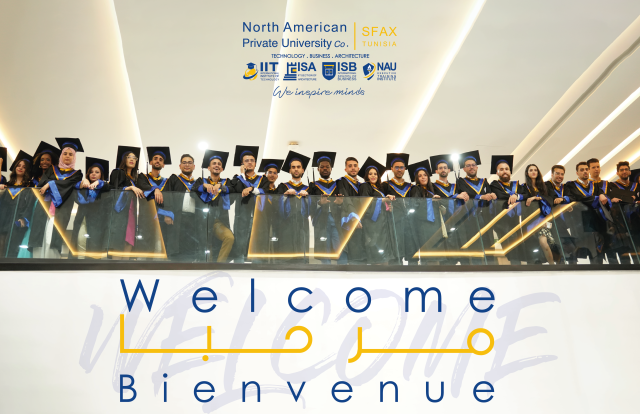 North American
Private University Co.
SFAX
TUNISIA
TECHNOLOGY . BUSINESS . ARCHITECTURE
IIT
ISA
ISB
NAU
We inspire minds
WELCOME
Welcome
مرحبا
Bienvenue